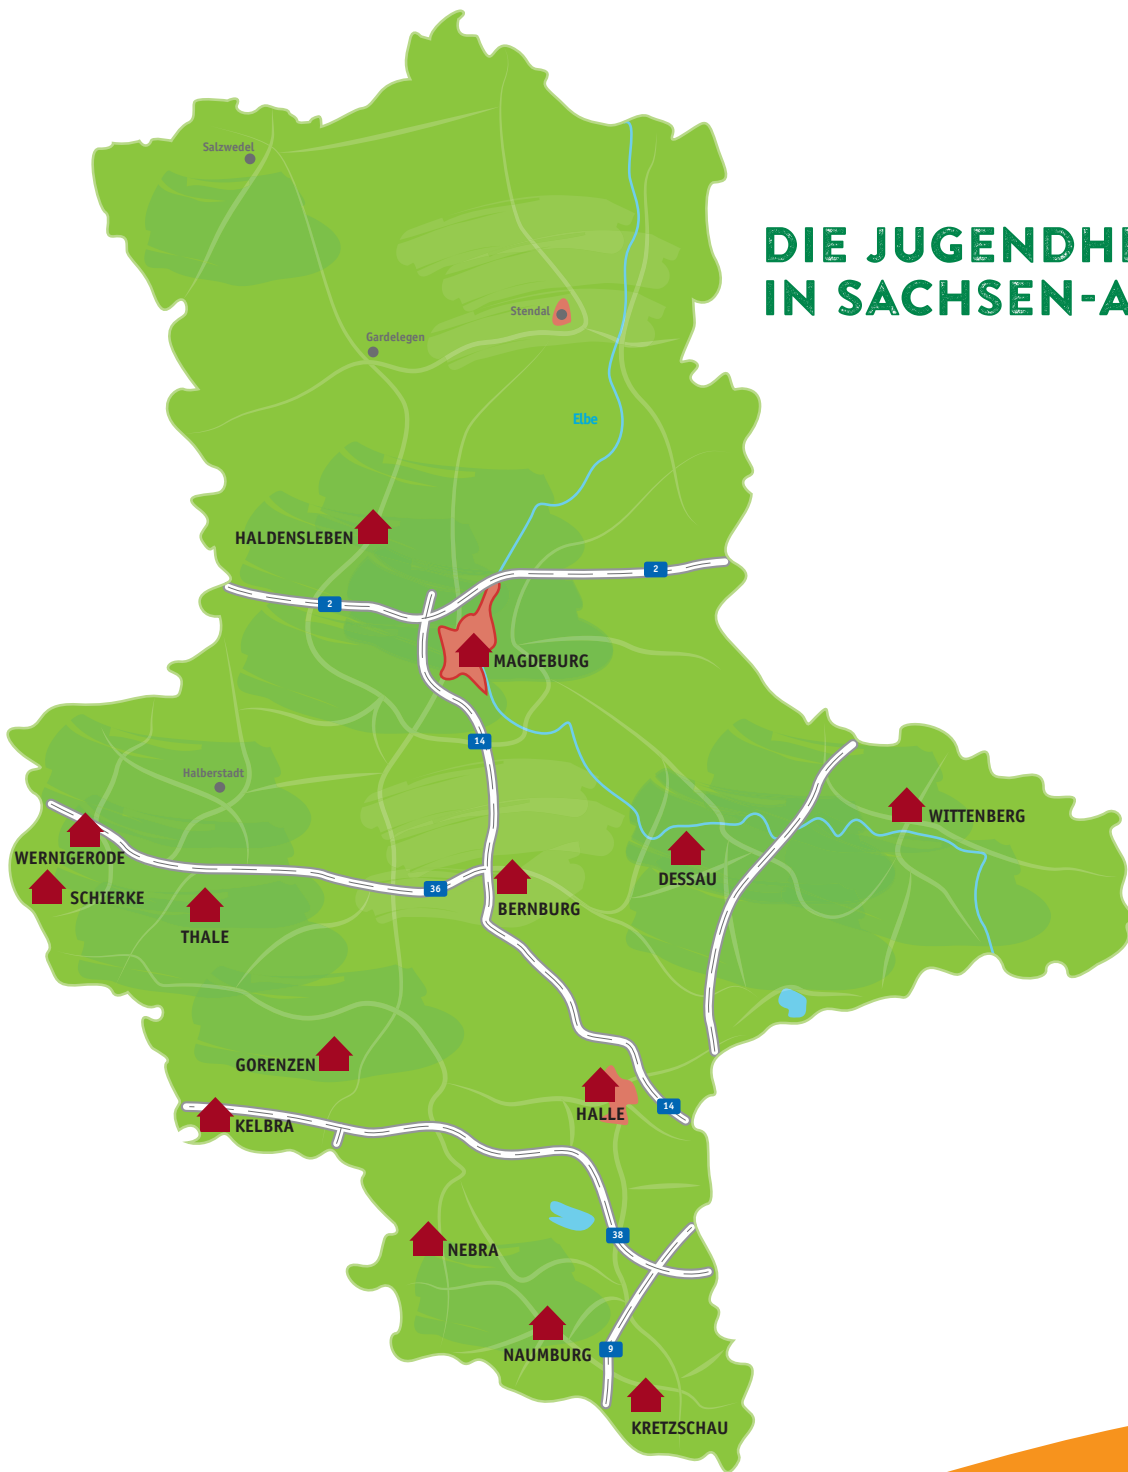 Salzwedel
DIE JUGENDHE
IN SACHSEN-A
Stendal
Gardelegen
Elbe
HALDENSLEBEN
2
2
MAGDEBURG
14
Halberstadt
WITTENBERG
WERNIGERODE
DESSAU
36
SCHIERKE
BERNBURG
THALE
GORENZEN
14
HALLE
KELBRA
38
NEBRA
9
NAUMBURG
KRETZSCHAU